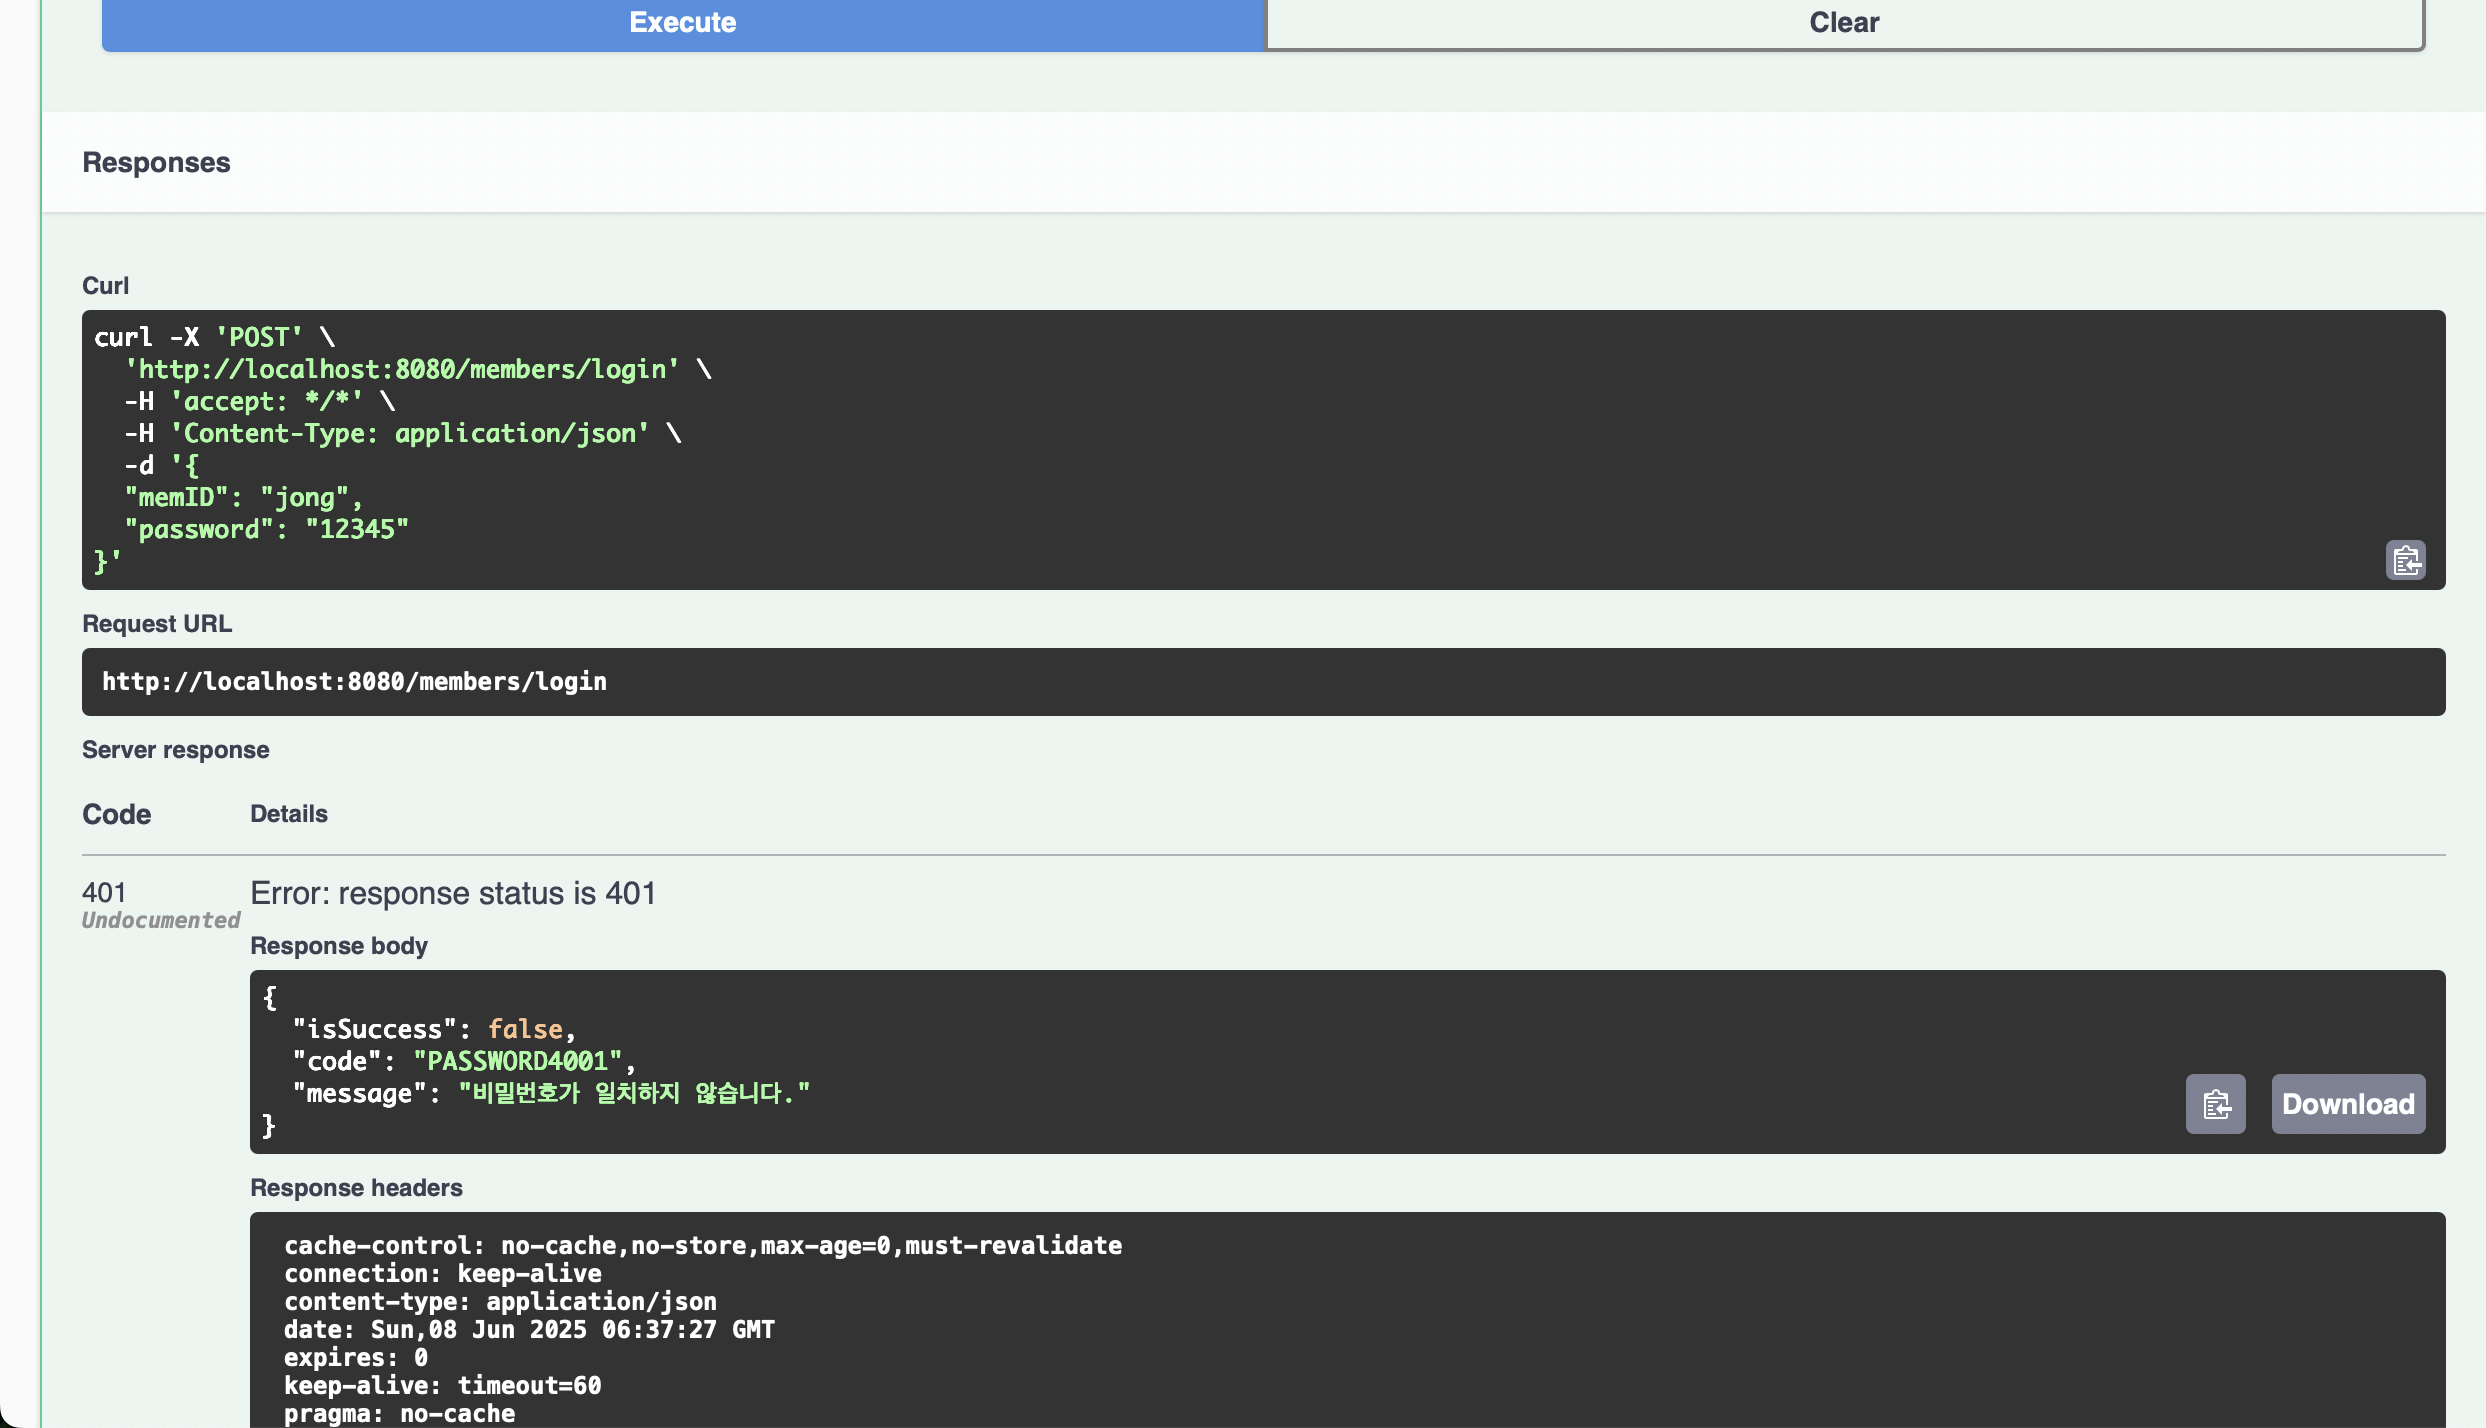 Execute
Clear
Responses
Curl
curl -X 'POST' \
'http://localhost:8080/members/login' \
-H 'accept: */*' \
-H 'Content-Type: application/json' \
-d '{
"memID": "jong",
"password": "12345"
}'
Request URL
http://localhost:8080/members/login
Server response
Code Details
401 Error: response status is 401
Undocumented
Response body
{
"isSuccess": false,
"code": "PASSWORD4001",
"message": "비밀번호가 일치하지 않습니다."
}
Download
Response headers
cache-control: no-cache,no-store,max-age=0,must-revalidate
connection: keep-alive
content-type: application/json
date: Sun,08 Jun 2025 06:37:27 GMT
expires: 0
keep-alive: timeout=60
pragma: no-cache